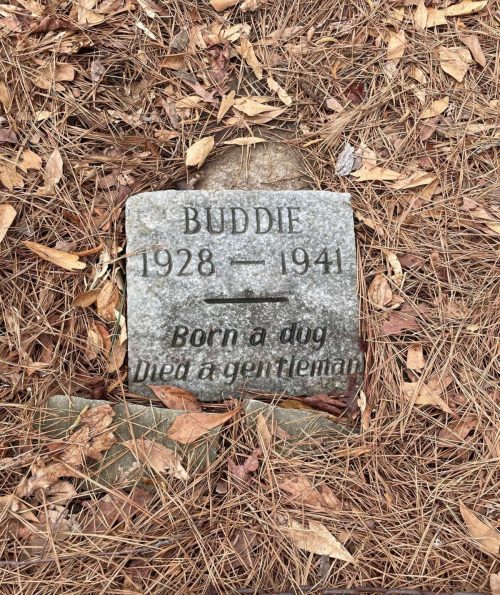 BUDDIE
1928 — 1941
Born a dog
Died a gentleman